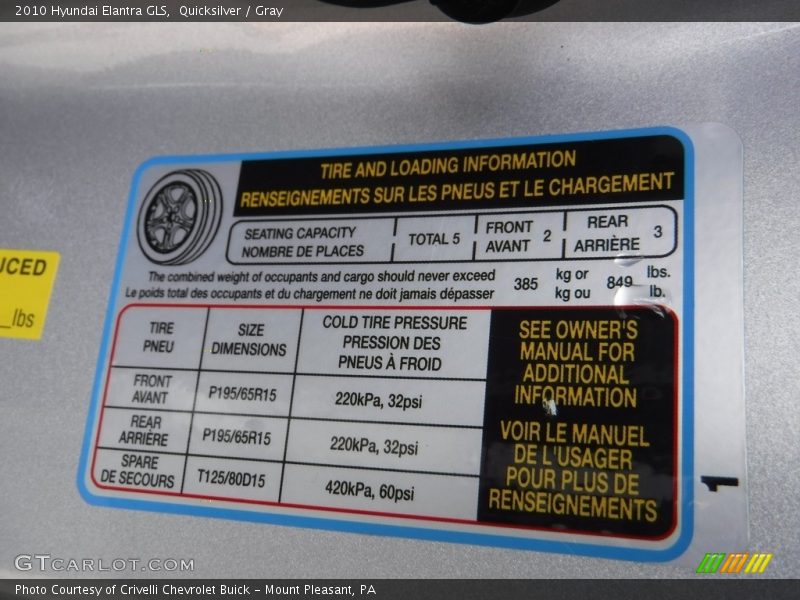 2010 Hyundai Elantra GLS,  Quicksilver / Gray
TIRE AND LOADING INFORMATION
RENSEIGNEMENTS SUR LES PNEUS ET LE CHARGEMENT
SEATING CAPACITY
NOMBRE DE PLACES
TOTAL 5
FRONT
AVANT 2
REAR
ARRIÈRE 3
The combined weight of occupants and cargo should never exceed
Le poids total des occupants et du chargement ne doit jamais dépasser
385 kg or
kg ou
849 lbs.
lb.
UCED
_lbs
TIRE
PNEU
SIZE
DIMENSIONS
COLD TIRE PRESSURE
PRESSION DES
PNEUS À FROID
FRONT
AVANT
P195/65R15
220kPa, 32psi
REAR
ARRIÈRE
P195/65R15
220kPa, 32psi
SPARE
DE SECOURS
T125/80D15
420kPa, 60psi
SEE OWNER'S
MANUAL FOR
ADDITIONAL
INFORMATION
VOIR LE MANUEL
DE L'USAGER
POUR PLUS DE
RENSEIGNEMENTS
1
GTCARLOT.COM
Photo Courtesy of Crivelli Chevrolet Buick - Mount Pleasant, PA